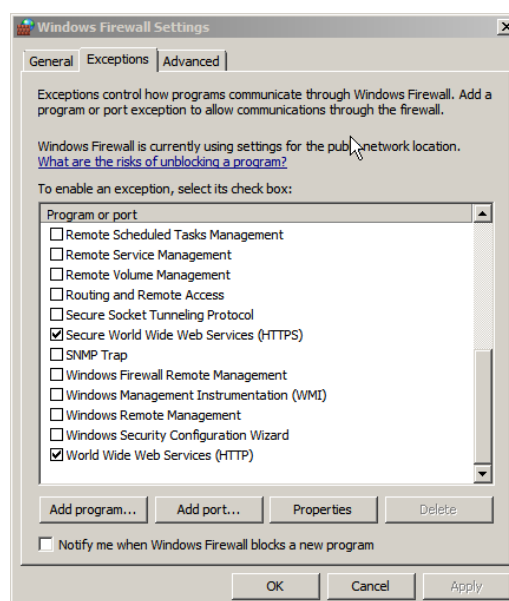 Windows Firewall Settings
General Exceptions Advanced
Exceptions control how programs communicate through Windows Firewall. Add a
program or port exception to allow communications through the firewall.
Windows Firewall is currently using settings for the public network location.
What are the risks of unblocking a program?
To enable an exception, select its check box:
Program or port
Remote Scheduled Tasks Management
Remote Service Management
Remote Volume Management
Routing and Remote Access
Secure Socket Tunneling Protocol
Secure World Wide Web Services (HTTPS)
SNMP Trap
Windows Firewall Remote Management
Windows Management Instrumentation (WMI)
Windows Remote Management
Windows Security Configuration Wizard
World Wide Web Services (HTTP)
Add program... Add port... Properties Delete
Notify me when Windows Firewall blocks a new program
OK Cancel Apply